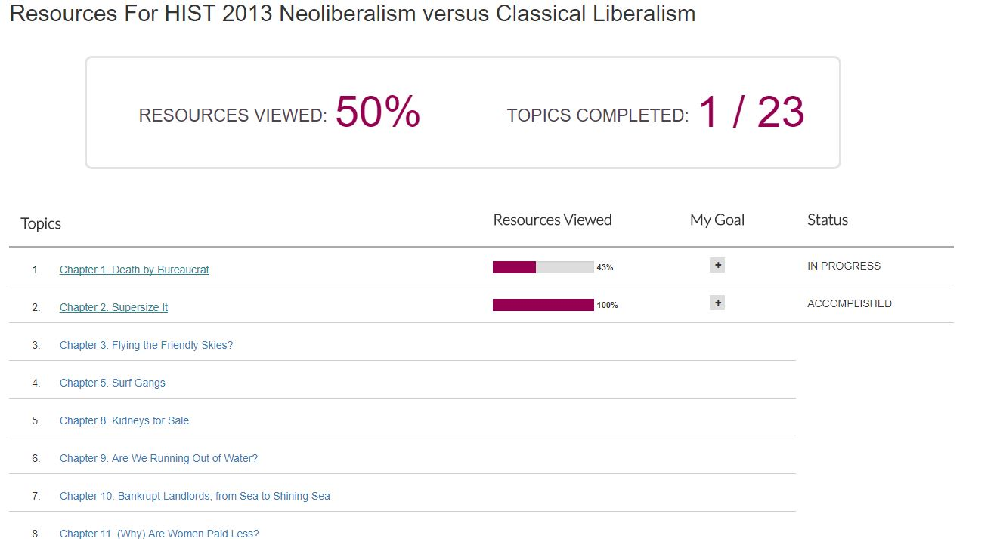 Resources For HIST 2013 Neoliberalism versus Classical Liberalism
RESOURCES VIEWED: 50% TOPICS COMPLETED: 1 / 23
Topics Resources Viewed My Goal Status
1. Chapter 1. Death by Bureaucrat 43% + IN PROGRESS
2. Chapter 2. Supersize It 100% + ACCOMPLISHED
3. Chapter 3. Flying the Friendly Skies?
4. Chapter 5. Surf Gangs
5. Chapter 8. Kidneys for Sale
6. Chapter 9. Are We Running Out of Water?
7. Chapter 10. Bankrupt Landlords, from Sea to Shining Sea
8. Chapter 11. (Why) Are Women Paid Less?